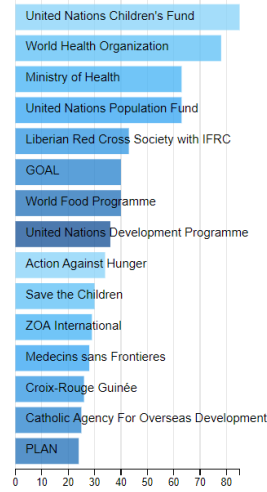 United Nations Children's Fund
World Health Organization
Ministry of Health
United Nations Population Fund
Liberian Red Cross Society with IFRC
GOAL
World Food Programme
United Nations Development Programme
Action Against Hunger
Save the Children
ZOA International
Medecins sans Frontieres
Croix-Rouge Guinée
Catholic Agency For Overseas Development
PLAN
0 10 20 30 40 50 60 70 80